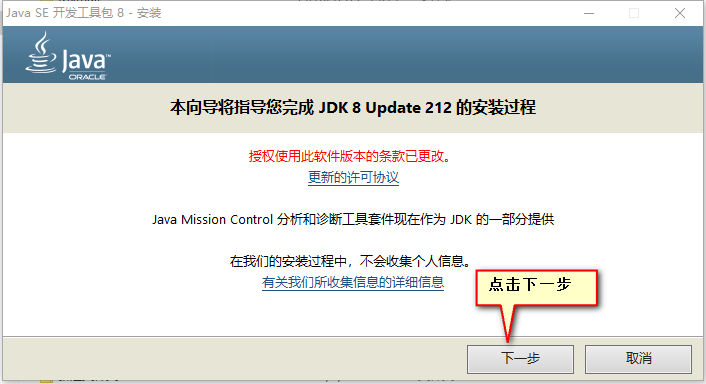 Java SE 开发工具包 8 - 安装
Java™
ORACLE
本向导将指导您完成 JDK 8 Update 212 的安装过程
授权使用此软件版本的条款已更改。
更新的许可协议
Java Mission Control 分析和诊断工具套件现在作为 JDK 的一部分提供
在我们的安装过程中，不会收集个人信息。
有关我们所收集信息的详细信息
点击下一步
下一步
取消